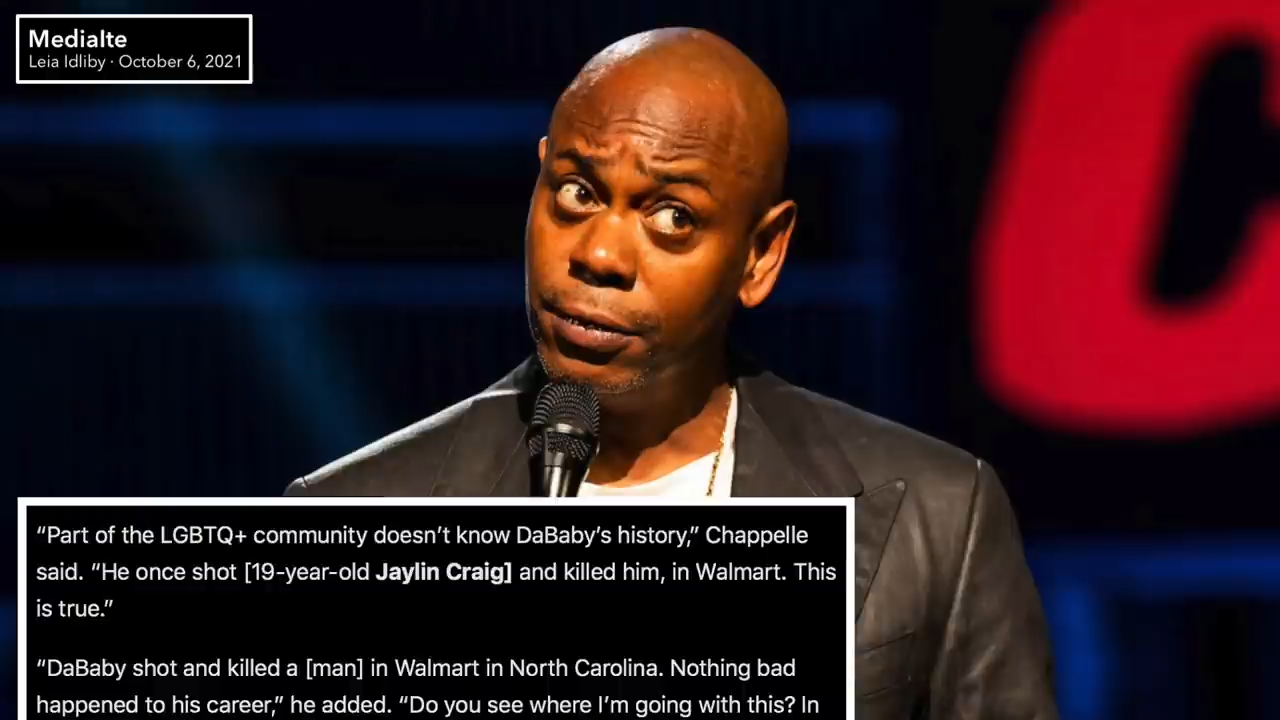 MedialteLeia Idliby · October 6, 2021
C
“Part of the LGBTQ+ community doesn’t know DaBaby’s history,” Chappelle
said. “He once shot [19-year-old Jaylin Craig] and killed him, in Walmart. This
is true.”
“DaBaby shot and killed a [man] in Walmart in North Carolina. Nothing bad
happened to his career,” he added. “Do you see where I’m going with this? In